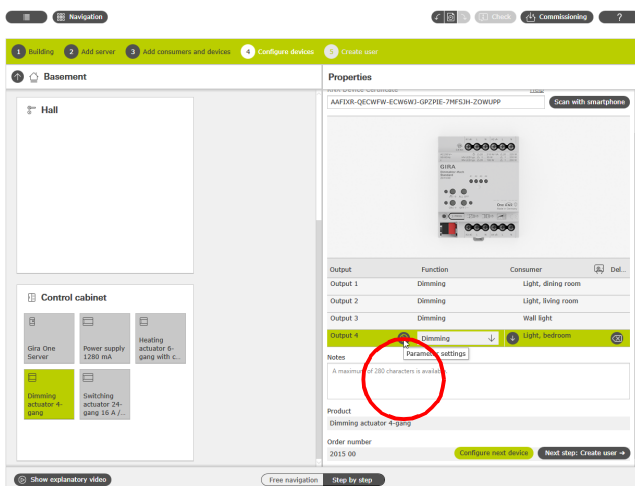 Navigation
Check
Commissioning
?
1 Building
2 Add server
3 Add consumers and devices
4 Configure devices
5 Create user
Basement
Properties
AAFIXR-QECWFW-ECW6WJ-GPZPIE-7MFSJH-ZOWUPP
Scan with smartphone
Hall
GIRA
Output Function Consumer Del...
Output 1 Dimming Light, dining room
Output 2 Dimming Light, living room
Output 3 Dimming Wall light
Output 4 Dimming Light, bedroom
Parameter settings
Control cabinet
Gira One
Server
Power supply
1280 mA
Heating
actuator 6-
gang with c...
Dimming
actuator 4-
gang
Switching
actuator 24-
gang 16 A /...
Notes
A maximum of 280 characters is available
Product
Dimming actuator 4-gang
Order number
2015 00
Configure next device
Next step: Create user →
Show explanatory video
Free navigation
Step by step